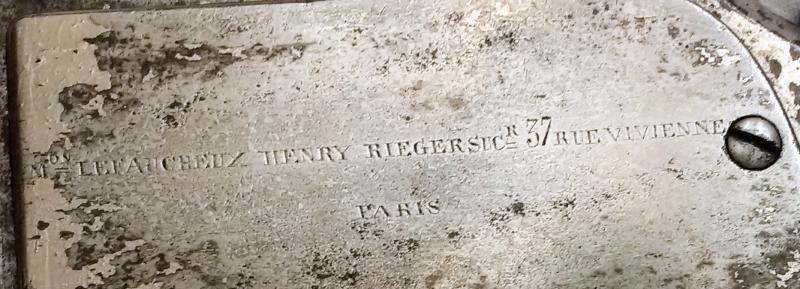 Mon LEFAUCHEUX HENRY RIEGER SUCR 37 RUE VIVIENNE
PARIS